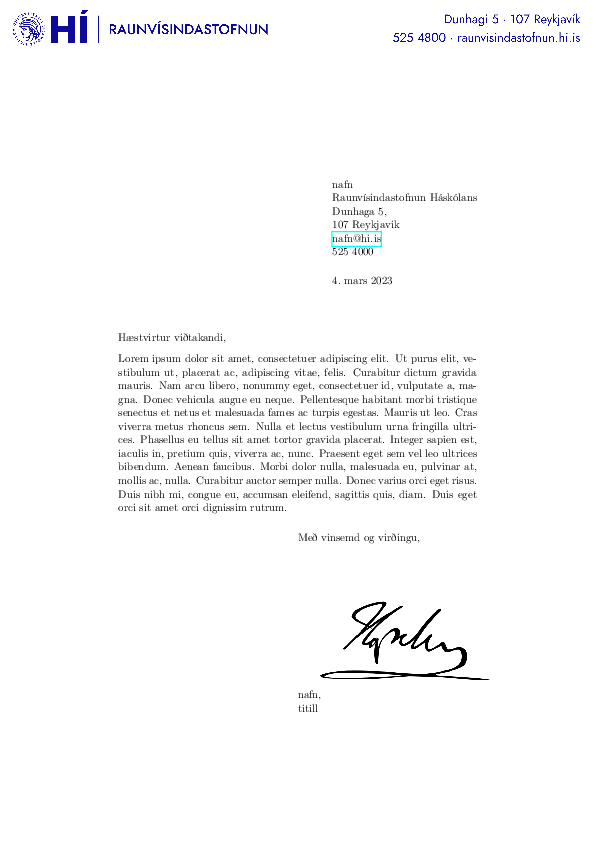 HÍ RAUNVÍSINDASTOFNUN
Dunhagi 5 · 107 Reykjavík
525 4800 · raunvisindastofnun.hi.is
nafn
Raunvísindastofnun Háskólans
Dunhaga 5,
107 Reykjavik
nafn@hi.is
525 4000
4. mars 2023
Hæstvirtur viðtakandi,
Lorem ipsum dolor sit amet, consectetuer adipiscing elit. Ut purus elit, ve-
stibulum ut, placerat ac, adipiscing vitae, felis. Curabitur dictum gravida
mauris. Nam arcu libero, nonummy eget, consectetuer id, vulputate a, ma-
gna. Donec vehicula augue eu neque. Pellentesque habitant morbi tristique
senectus et netus et malesuada fames ac turpis egestas. Mauris ut leo. Cras
viverra metus rhoncus sem. Nulla et lectus vestibulum urna fringilla ultri-
ces. Phasellus eu tellus sit amet tortor gravida placerat. Integer sapien est,
iaculis in, pretium quis, viverra ac, nunc. Praesent eget sem vel leo ultrices
bibendum. Aenean faucibus. Morbi dolor nulla, malesuada eu, pulvinar at,
mollis ac, nulla. Curabitur auctor semper nulla. Donec varius orci eget risus.
Duis nibh mi, congue eu, accumsan eleifend, sagittis quis, diam. Duis eget
orci sit amet orci dignissim rutrum.
Með vinsemd og virðingu,
nafn,
titill